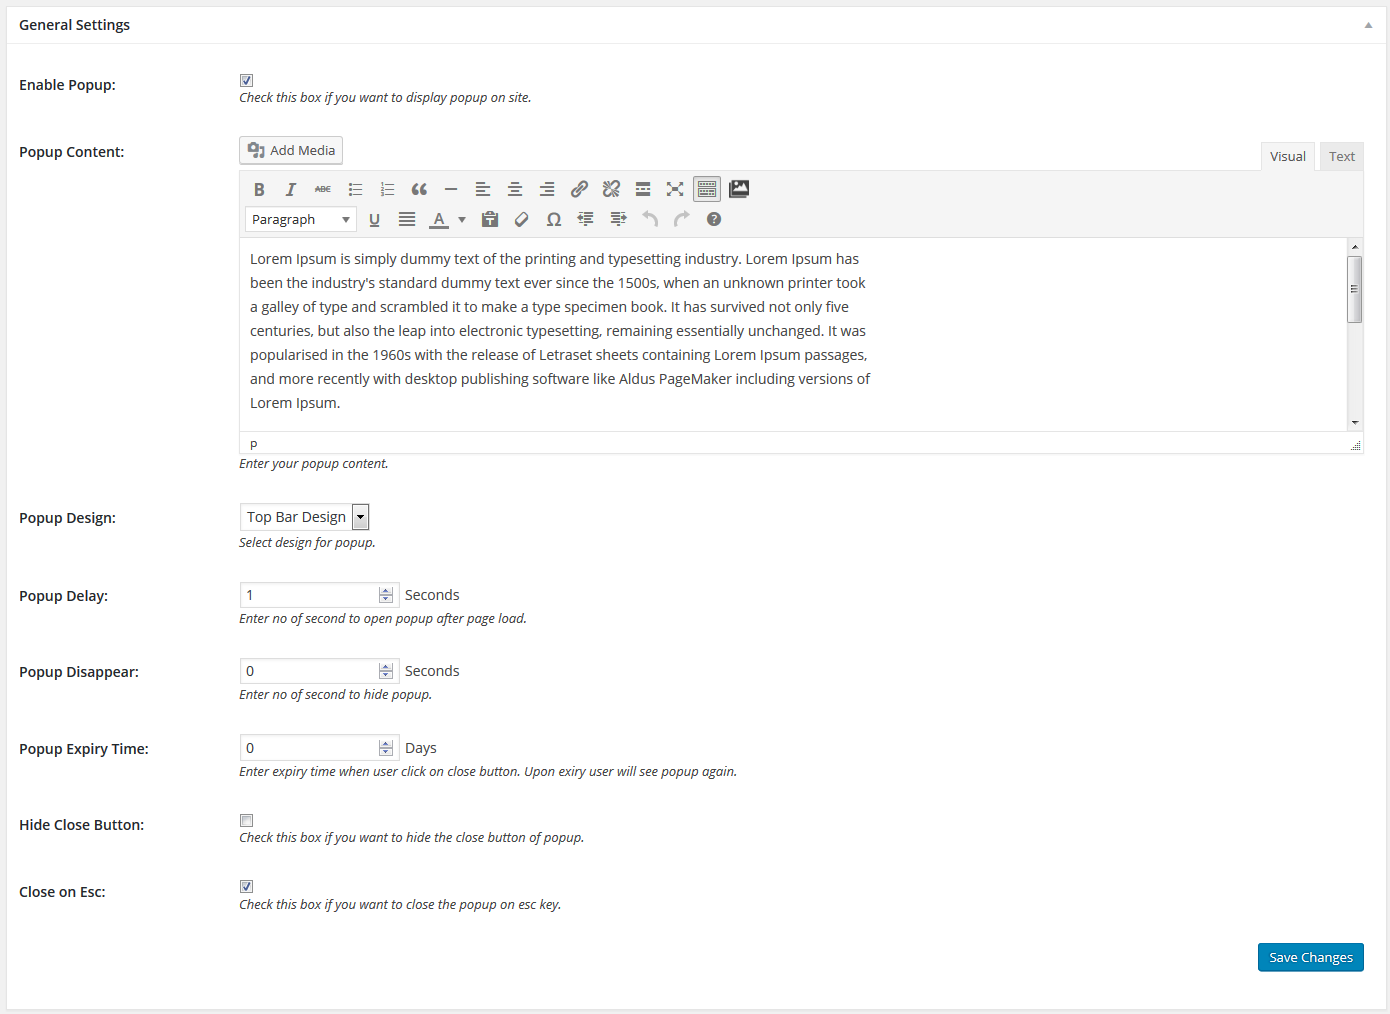 General Settings
Enable Popup:
Check this box if you want to display popup on site.
Popup Content:
Add Media
Visual
Text
B I ABC
Paragraph U A T Ω ?
Lorem Ipsum is simply dummy text of the printing and typesetting industry. Lorem Ipsum has
been the industry's standard dummy text ever since the 1500s, when an unknown printer took
a galley of type and scrambled it to make a type specimen book. It has survived not only five
centuries, but also the leap into electronic typesetting, remaining essentially unchanged. It was
popularised in the 1960s with the release of Letraset sheets containing Lorem Ipsum passages,
and more recently with desktop publishing software like Aldus PageMaker including versions of
Lorem Ipsum.
p
Enter your popup content.
Popup Design:
Top Bar Design
Select design for popup.
Popup Delay:
1 Seconds
Enter no of second to open popup after page load.
Popup Disappear:
0 Seconds
Enter no of second to hide popup.
Popup Expiry Time:
0 Days
Enter expiry time when user click on close button. Upon exiry user will see popup again.
Hide Close Button:
Check this box if you want to hide the close button of popup.
Close on Esc:
Check this box if you want to close the popup on esc key.
Save Changes